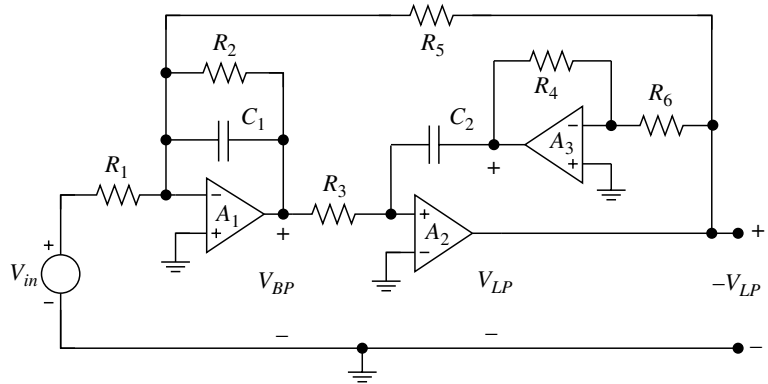 R5
R2
R4
C1
C2
R6
− A3 +
+
R1
R3
− A1 +
+
+ A2 −
+
Vin
+
−
VBP
VLP
−VLP
−
−
−